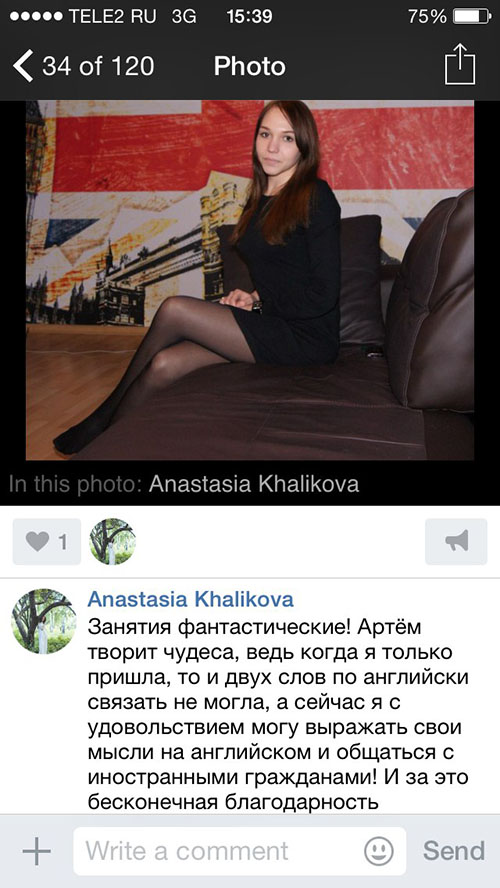 TELE2 RU 3G 15:39 75%
34 of 120 Photo
In this photo: Anastasia Khalikova
1
Anastasia Khalikova
Занятия фантастические! Артём
творит чудеса, ведь когда я только
пришла, то и двух слов по английски
связать не могла, а сейчас я с
удовольствием могу выражать свои
мысли на английском и общаться с
иностранными гражданами! И за это
бесконечная благодарность
Write a comment Send